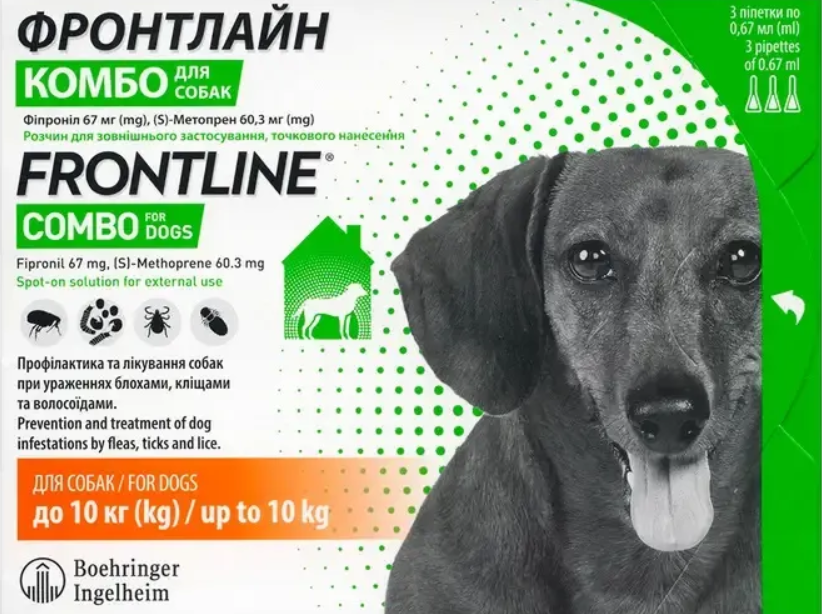 ФРОНТЛАЙН
КОМБО ДЛЯ СОБАК
Фіпроніл 67 мг (mg), (S)-Метопрен 60,3 мг (mg)
Розчин для зовнішнього застосування, точкового нанесення
FRONTLINE®
COMBO FOR DOGS
Fipronil 67 mg, (S)-Methoprene 60.3 mg
Spot-on solution for external use
Профілактика та лікування собак
при ураженнях блохами, кліщами
та волосоїдами.
Prevention and treatment of dog
infestations by fleas, ticks and lice.
ДЛЯ СОБАК / FOR DOGS
до 10 кг (kg) / up to 10 kg
Boehringer
Ingelheim
3 піпетки по
0,67 мл (ml)
3 pipettes
of 0.67 ml